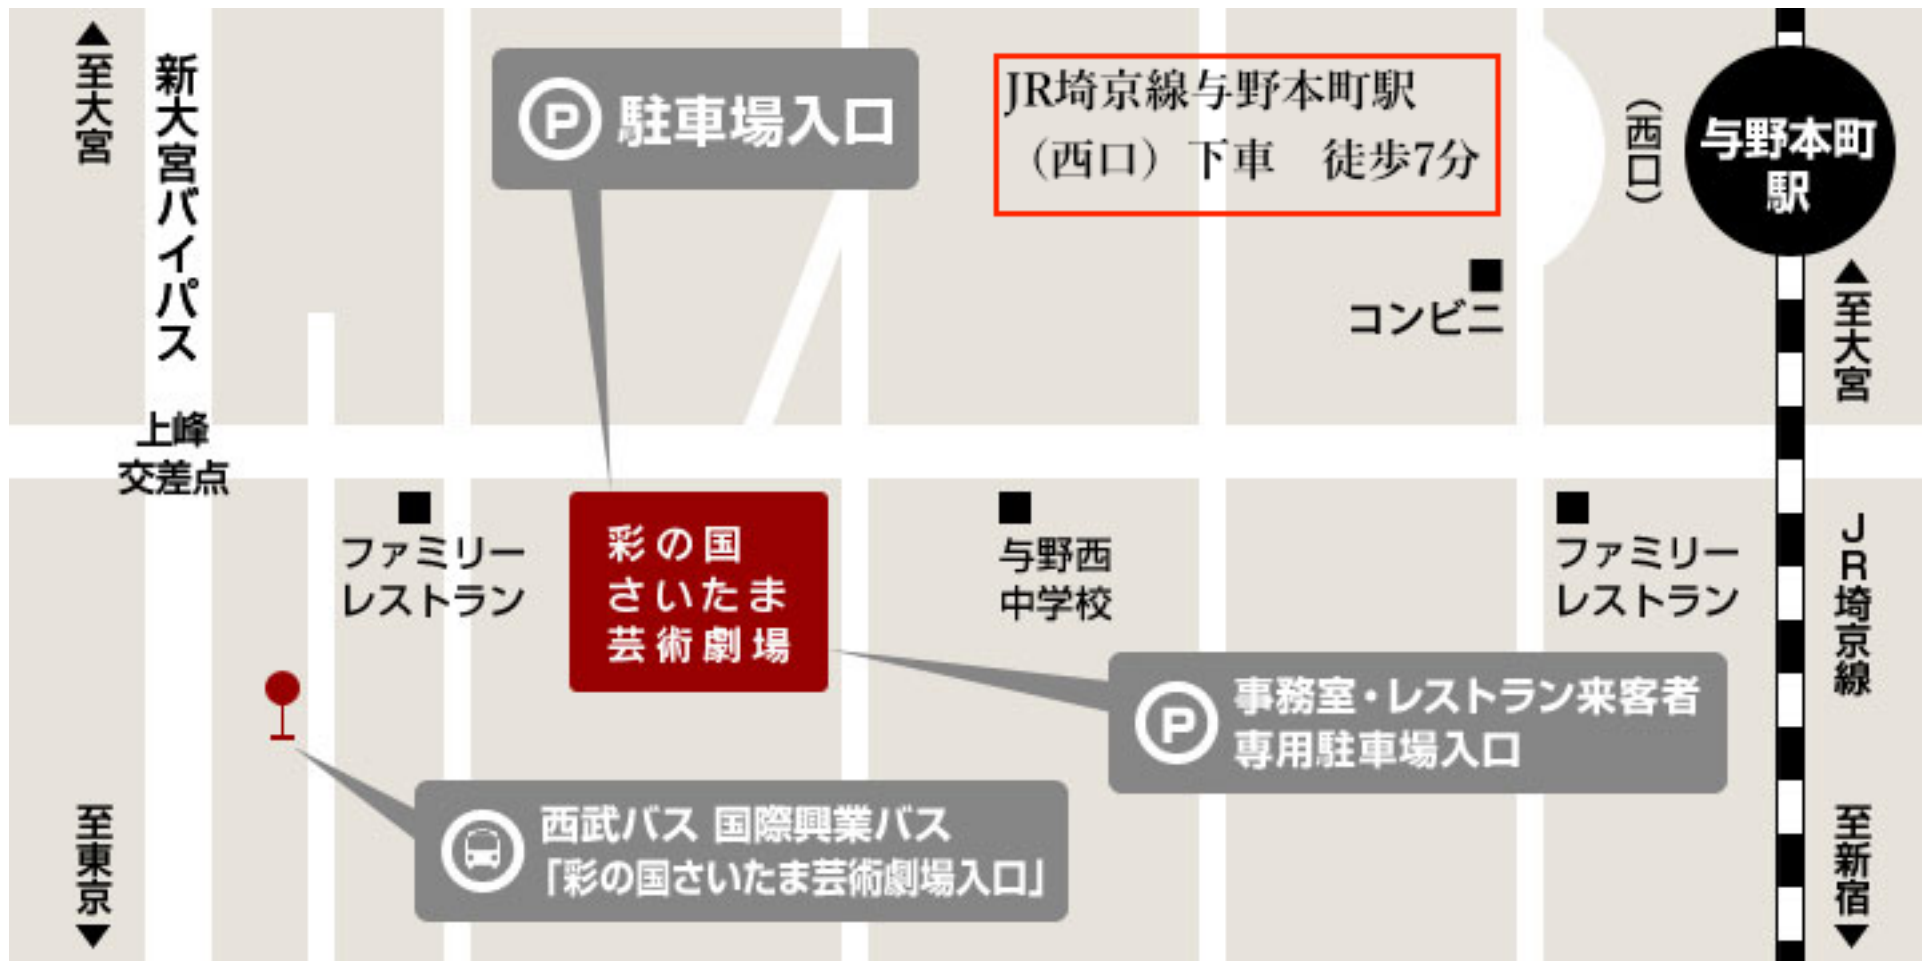 至大宮
新大宮バイパス
P 駐車場入口
JR埼京線与野本町駅
（西口）下車　徒歩7分
（西口）
与野本町
駅
コンビニ
至大宮
上峰
交差点
ファミリー
レストラン
彩の国
さいたま
芸術劇場
与野西
中学校
ファミリー
レストラン
JR埼京線
P 事務室・レストラン来客者
専用駐車場入口
西武バス 国際興業バス
「彩の国さいたま芸術劇場入口」
至東京
至新宿